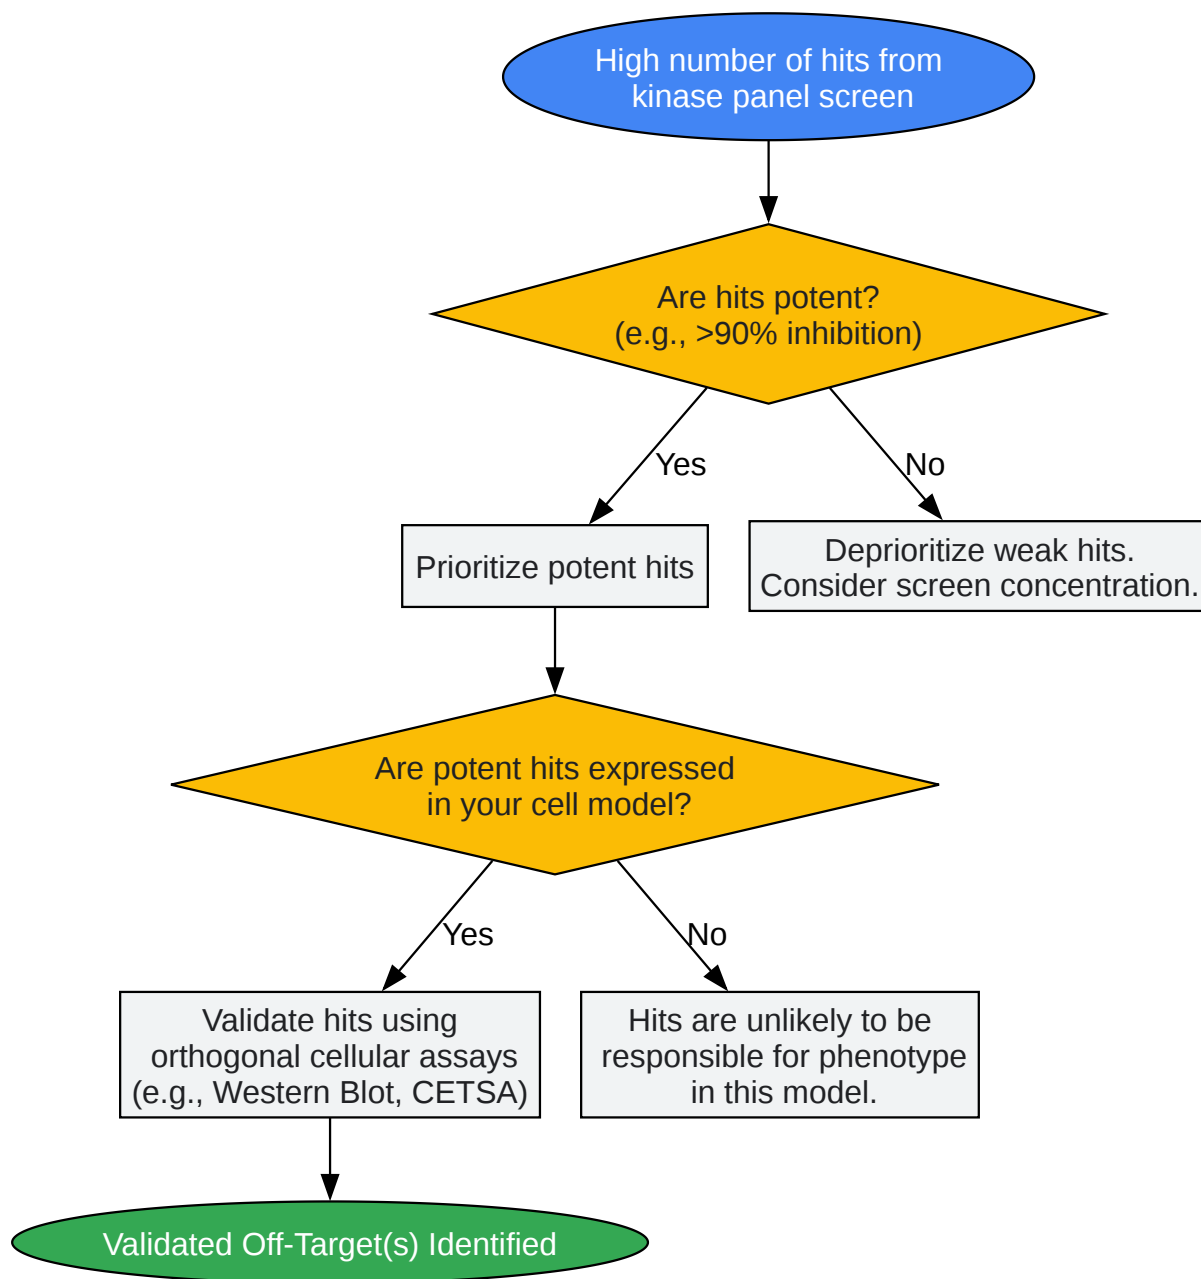 High number of hits from
kinase panel screen
Are hits potent?
(e.g., >90% inhibition)
Yes
No
Prioritize potent hits
Deprioritize weak hits.
Consider screen concentration.
Are potent hits expressed
in your cell model?
Yes
No
Validate hits using
orthogonal cellular assays
(e.g., Western Blot, CETSA)
Hits are unlikely to be
responsible for phenotype
in this model.
Validated Off-Target(s) Identified